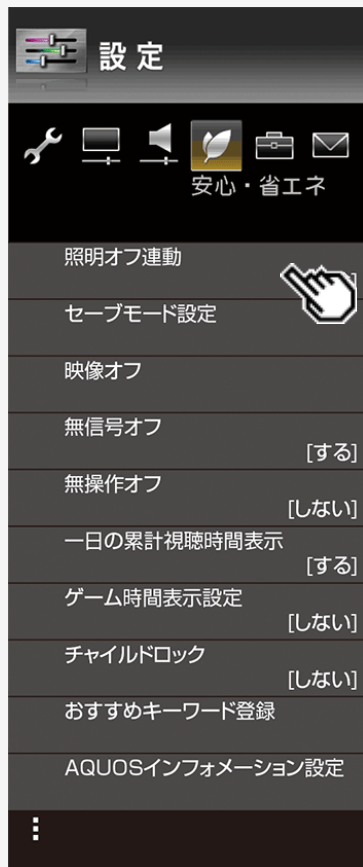 設定
安心・省エネ
照明オフ連動
セーブモード設定
映像オフ
無信号オフ
[する]
無操作オフ
[しない]
一日の累計視聴時間表示
[する]
ゲーム時間表示設定
[しない]
チャイルドロック
[しない]
おすすめキーワード登録
AQUOSインフォメーション設定